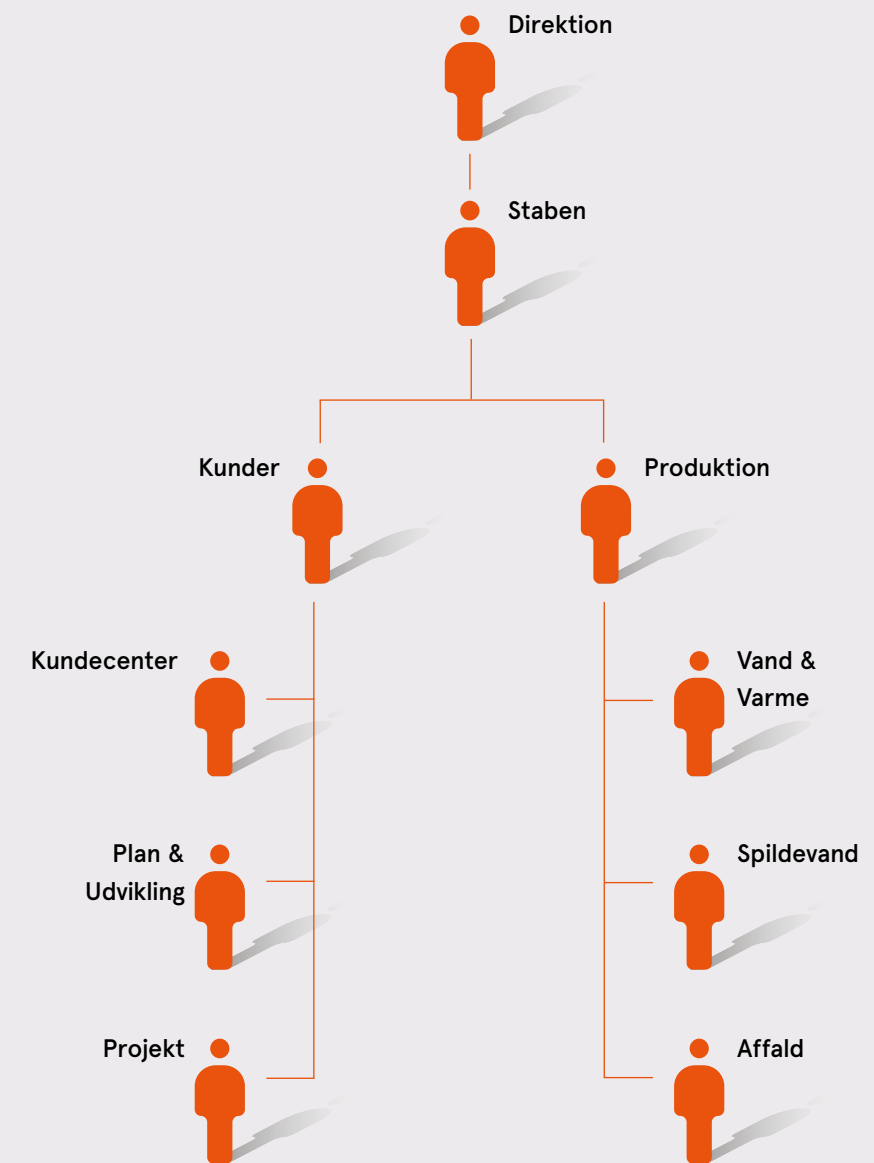 Direktion
Staben
Kunder
Produktion
Kundecenter
Vand &
Varme
Plan &
Udvikling
Spildevand
Projekt
Affald